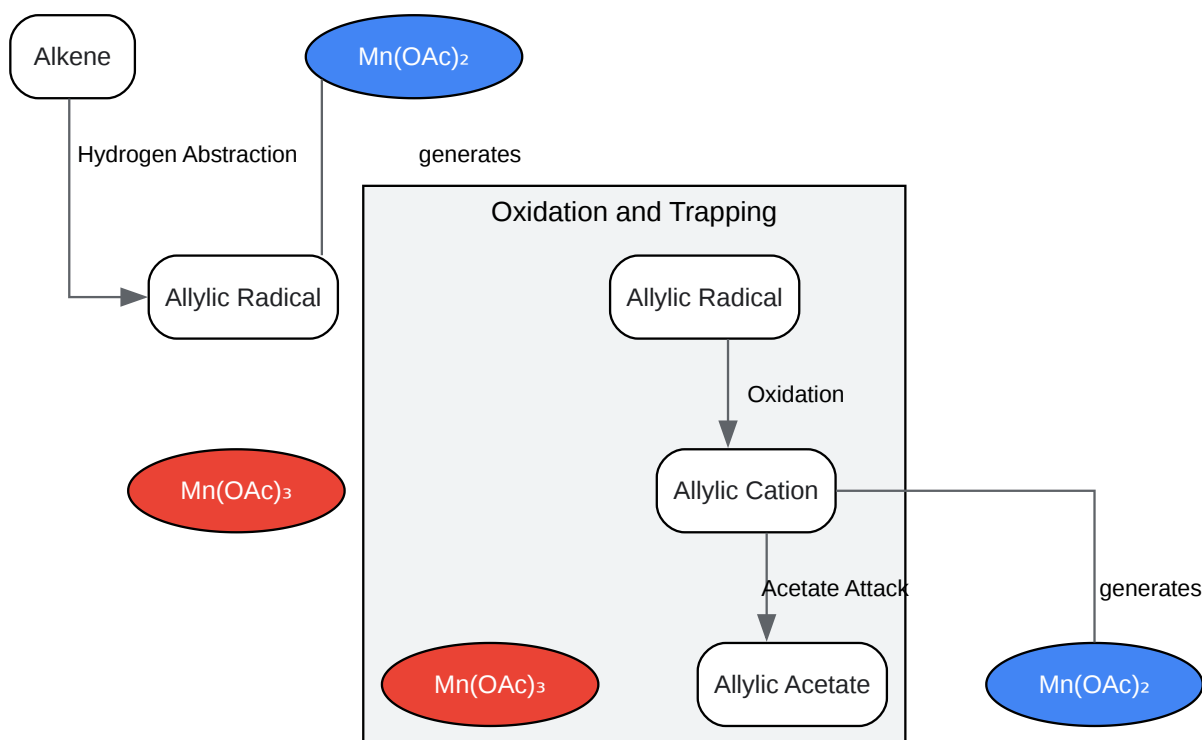 Alkene
Mn(OAc)₂
Hydrogen Abstraction
generates
Oxidation and Trapping
Allylic Radical
Allylic Radical
Oxidation
Mn(OAc)₃
Allylic Cation
Acetate Attack
generates
Mn(OAc)₃
Allylic Acetate
Mn(OAc)₂